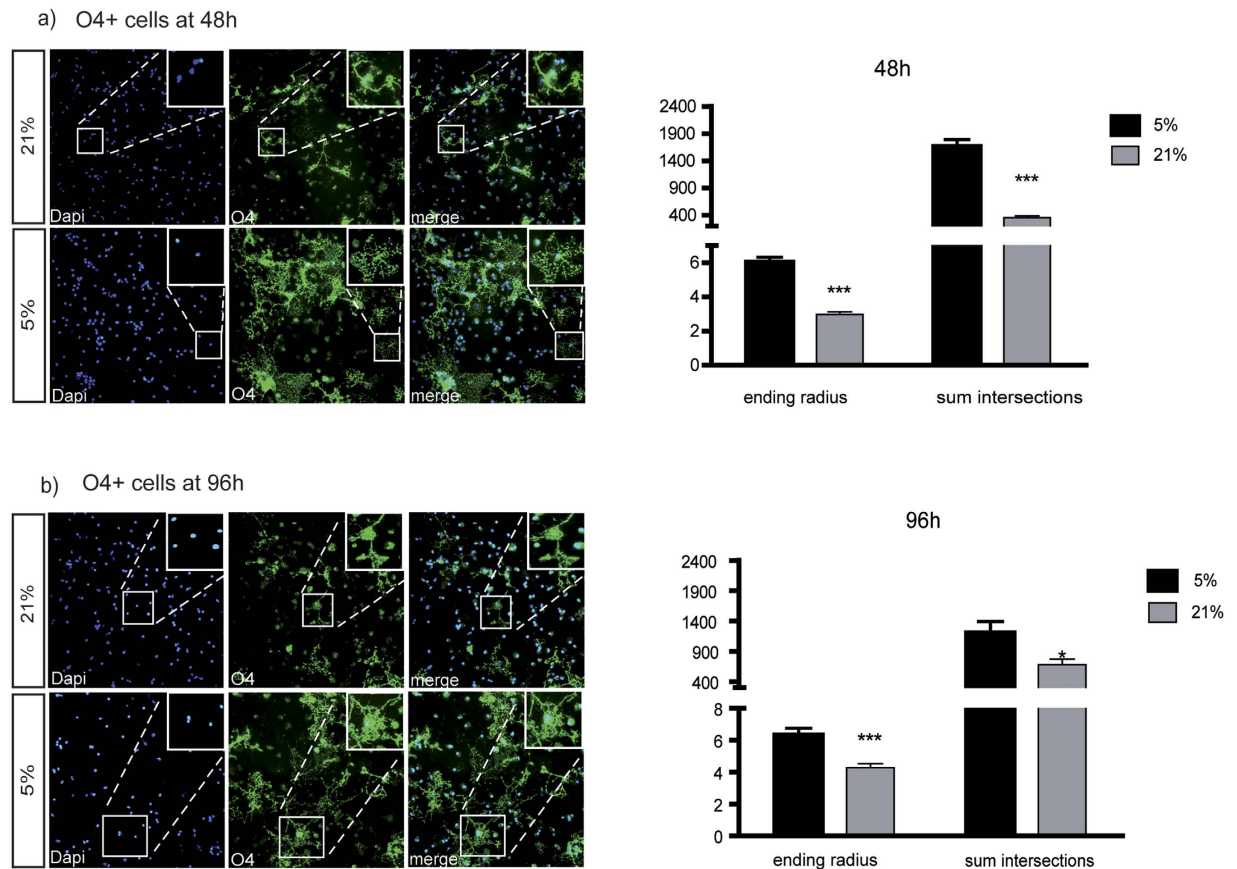 a) O4+ cells at 48h
21%
Dapi
O4
merge
5%
Dapi
O4
merge
48h
2400
1900
1400
900
400
6
4
2
0
***
***
5%
21%
ending radius
sum intersections
b) O4+ cells at 96h
21%
Dapi
O4
merge
5%
Dapi
O4
merge
96h
2400
1900
1400
900
400
8
6
4
2
0
***
*
5%
21%
ending radius
sum intersections